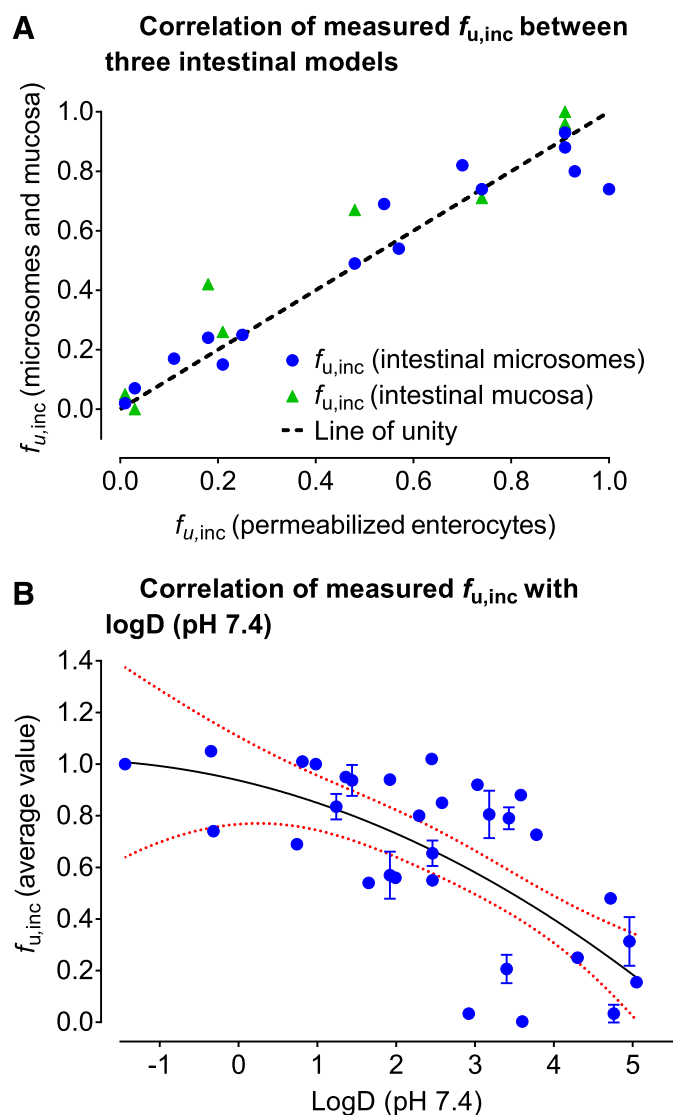 A
Correlation of measured fu,inc between
three intestinal models
1.0
0.8
0.6
0.4
0.2
0.0
fu,inc (microsomes and mucosa)
fu,inc (intestinal microsomes)
fu,inc (intestinal mucosa)
Line of unity
0.0 0.2 0.4 0.6 0.8 1.0
fu,inc (permeabilized enterocytes)
B
Correlation of measured fu,inc with
logD (pH 7.4)
1.4
1.2
1.0
0.8
0.6
0.4
0.2
0.0
fu,inc (average value)
-1 0 1 2 3 4 5
LogD (pH 7.4)